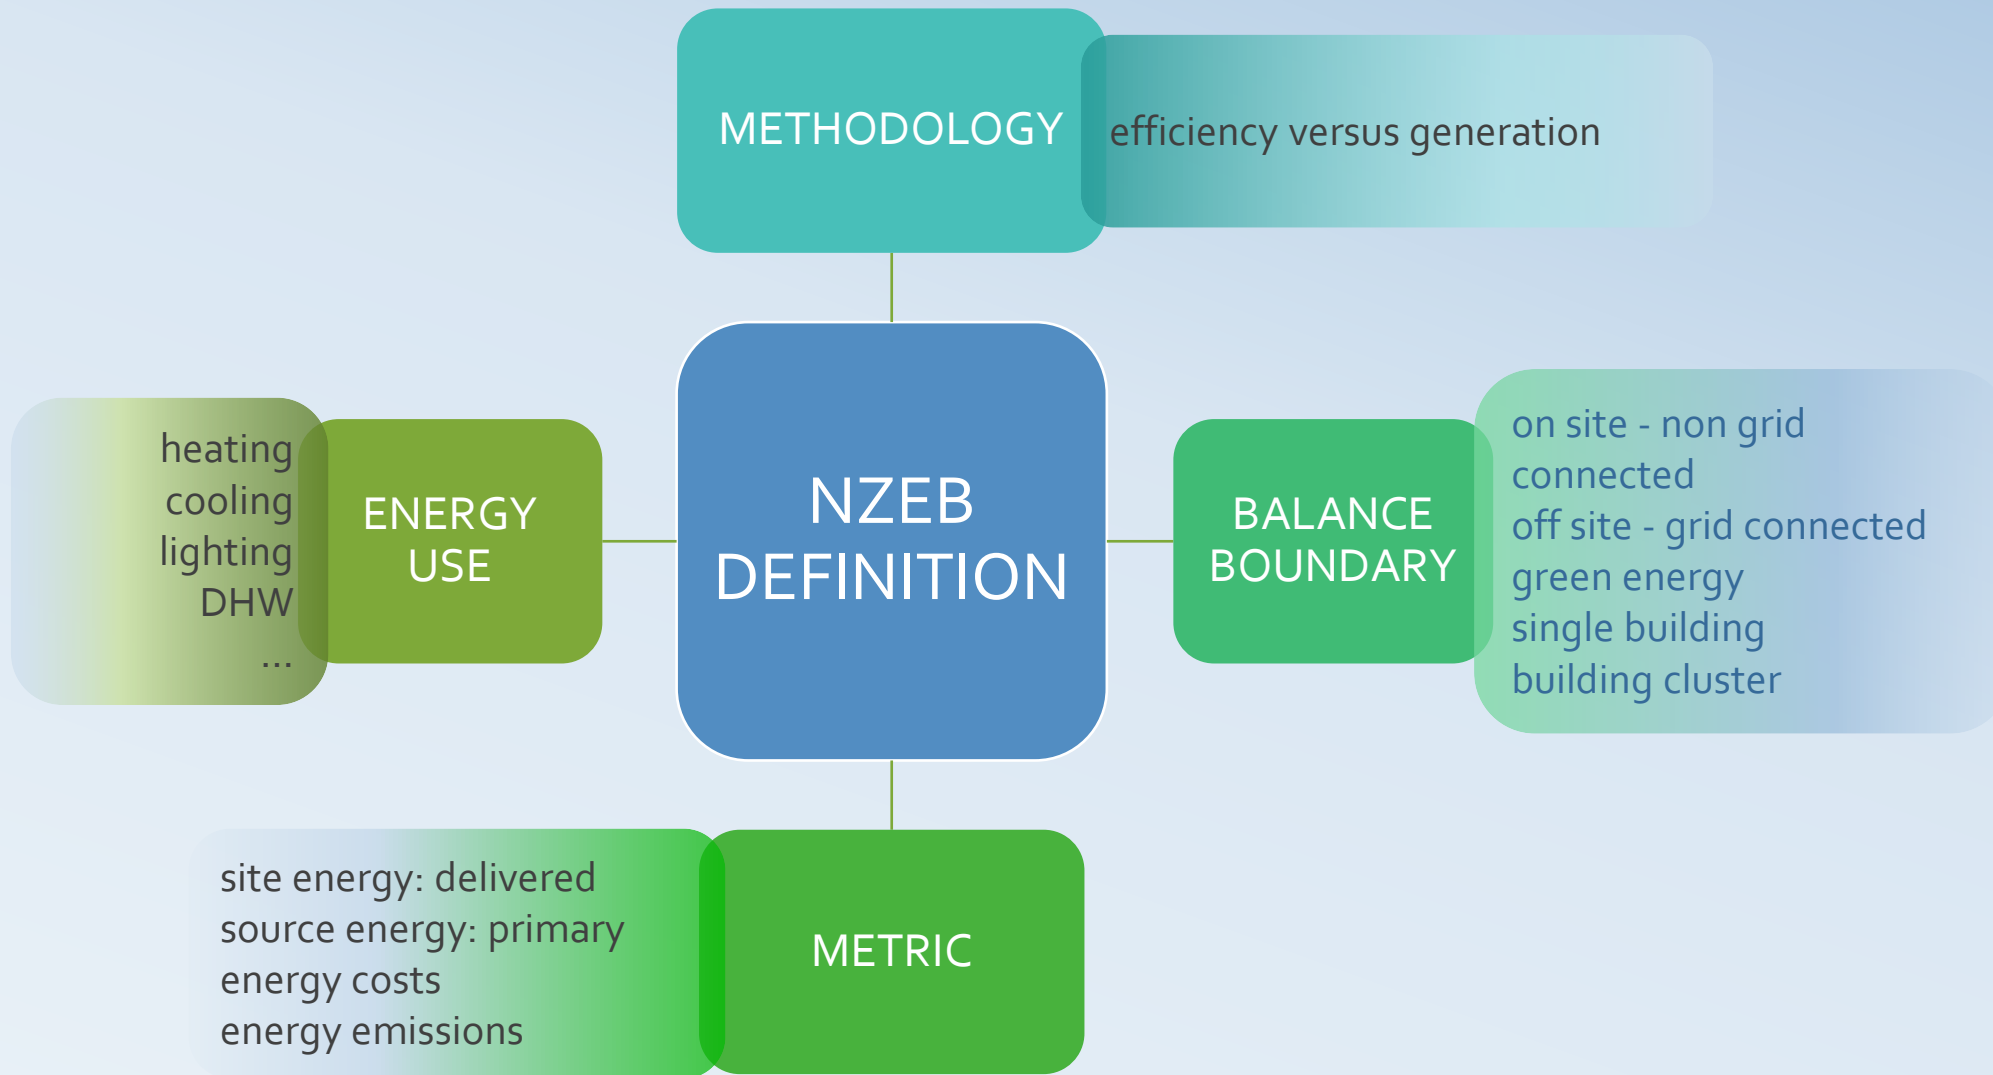 METHODOLOGY
efficiency versus generation
heating
cooling
lighting
DHW
...
ENERGY
USE
NZEB
DEFINITION
BALANCE
BOUNDARY
on site - non grid
connected
off site - grid connected
green energy
single building
building cluster
site energy: delivered
source energy: primary
energy costs
energy emissions
METRIC